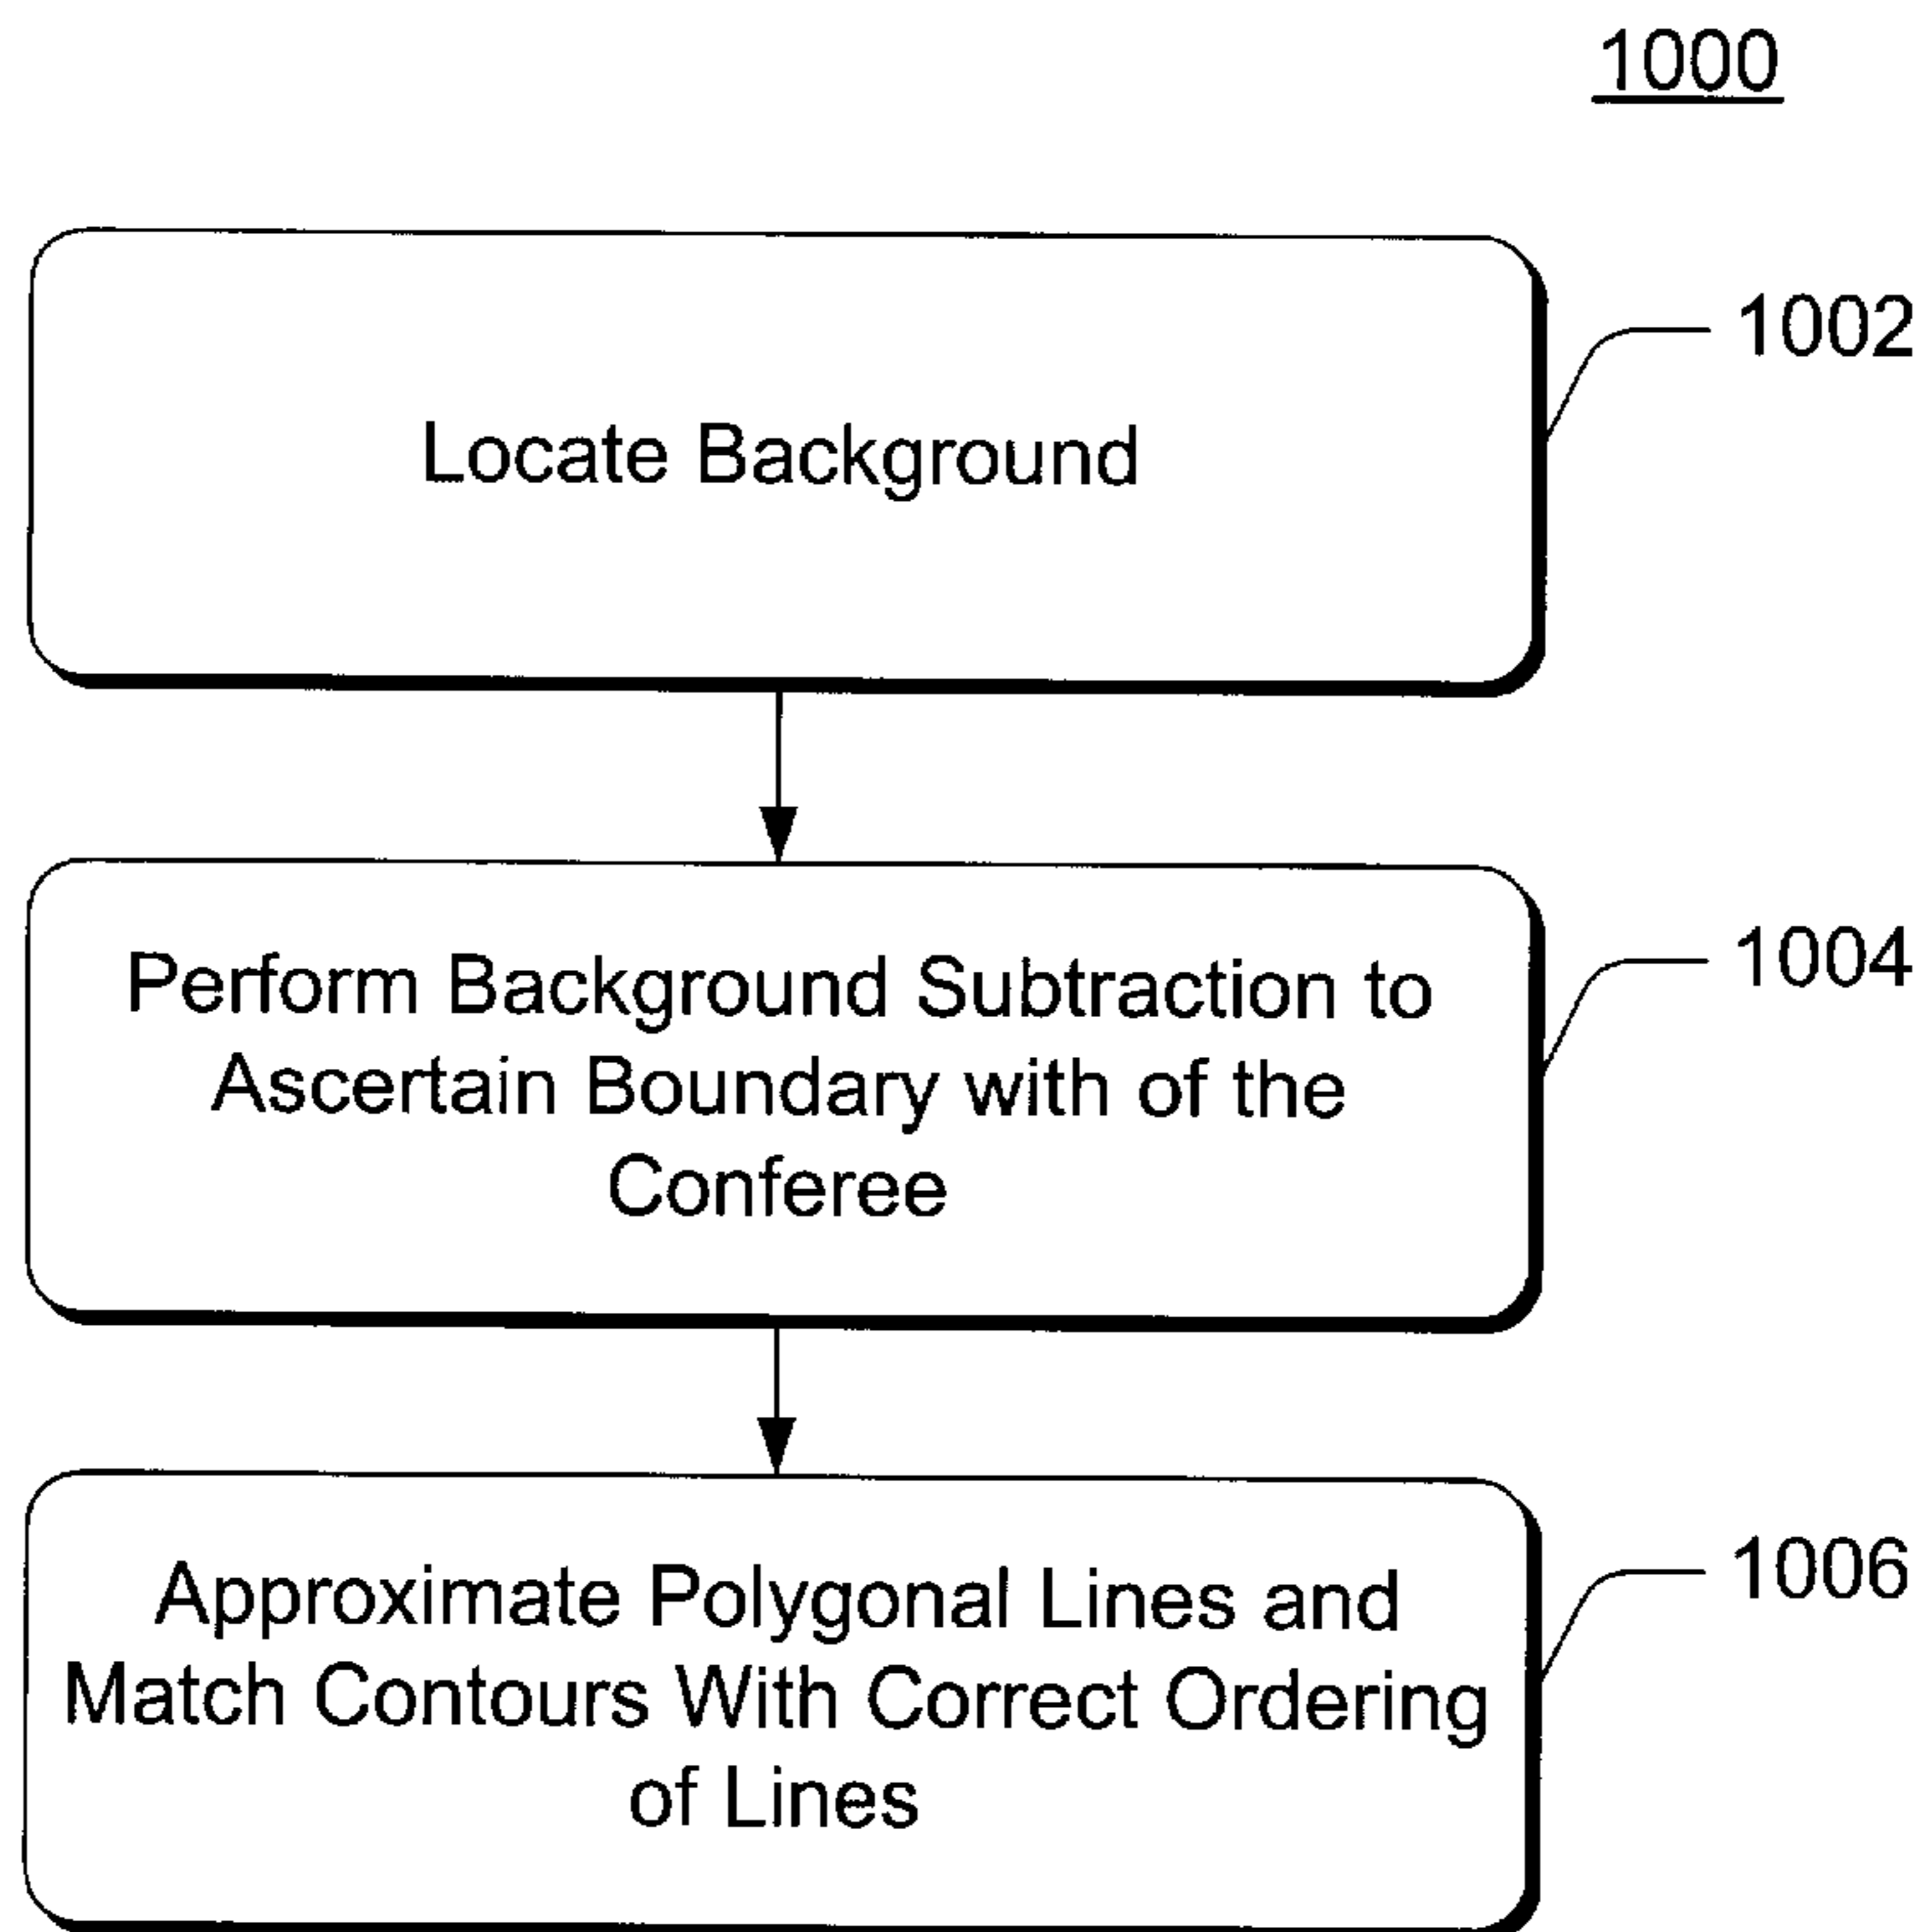 1000
Locate Background
1002
Perform Background Subtraction to
Ascertain Boundary with of the
Conferee
1004
Approximate Polygonal Lines and
Match Contours With Correct Ordering
of Lines
1006